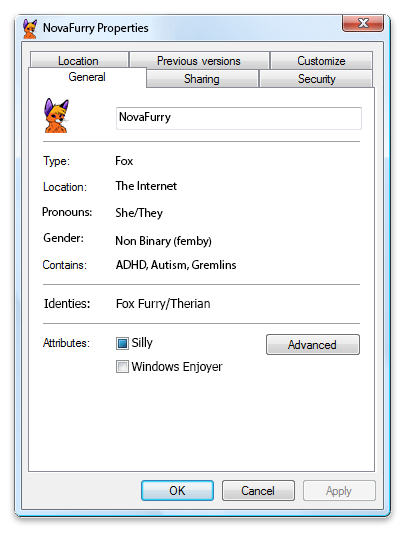 NovaFurry Properties
Location Previous versions Customize
General Sharing Security
NovaFurry
Type: Fox
Location: The Internet
Pronouns: She/They
Gender: Non Binary (femby)
Contains: ADHD, Autism, Gremlins
Identies: Fox Furry/Therian
Attributes: Silly Advanced
Windows Enjoyer
OK Cancel Apply